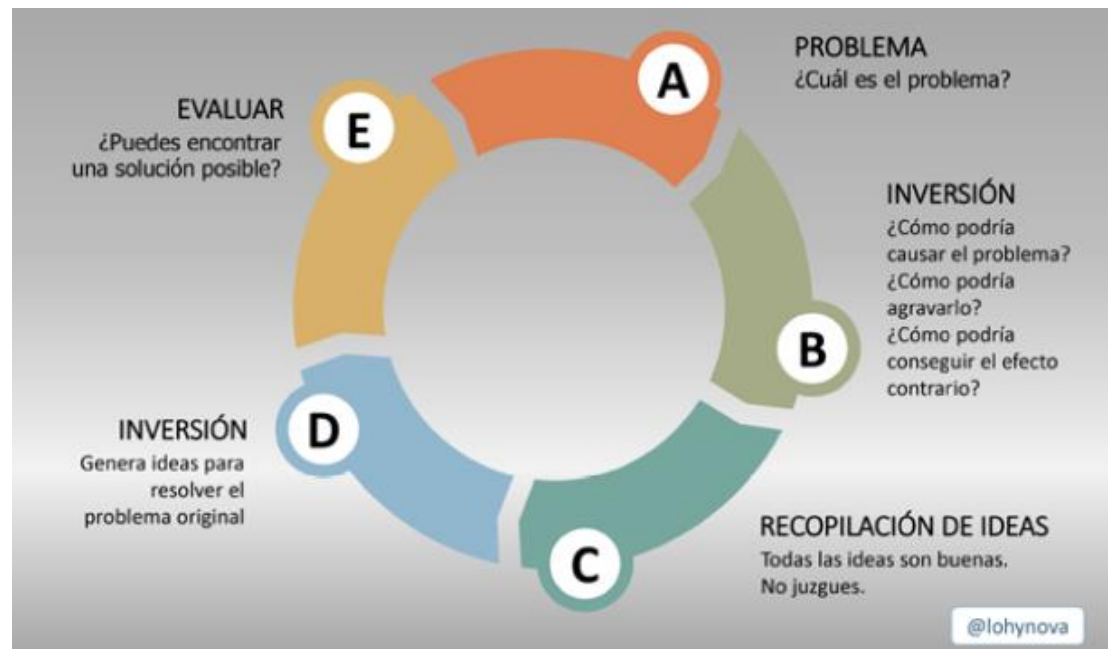 A
PROBLEMA
¿Cuál es el problema?
B
INVERSIÓN
¿Cómo podría
causar el problema?
¿Cómo podría
agravarlo?
¿Cómo podría
conseguir el efecto
contrario?
C
RECOPILACIÓN DE IDEAS
Todas las ideas son buenas.
No juzgues.
D
INVERSIÓN
Genera ideas para
resolver el
problema original
E
EVALUAR
¿Puedes encontrar
una solución posible?
@lohynova